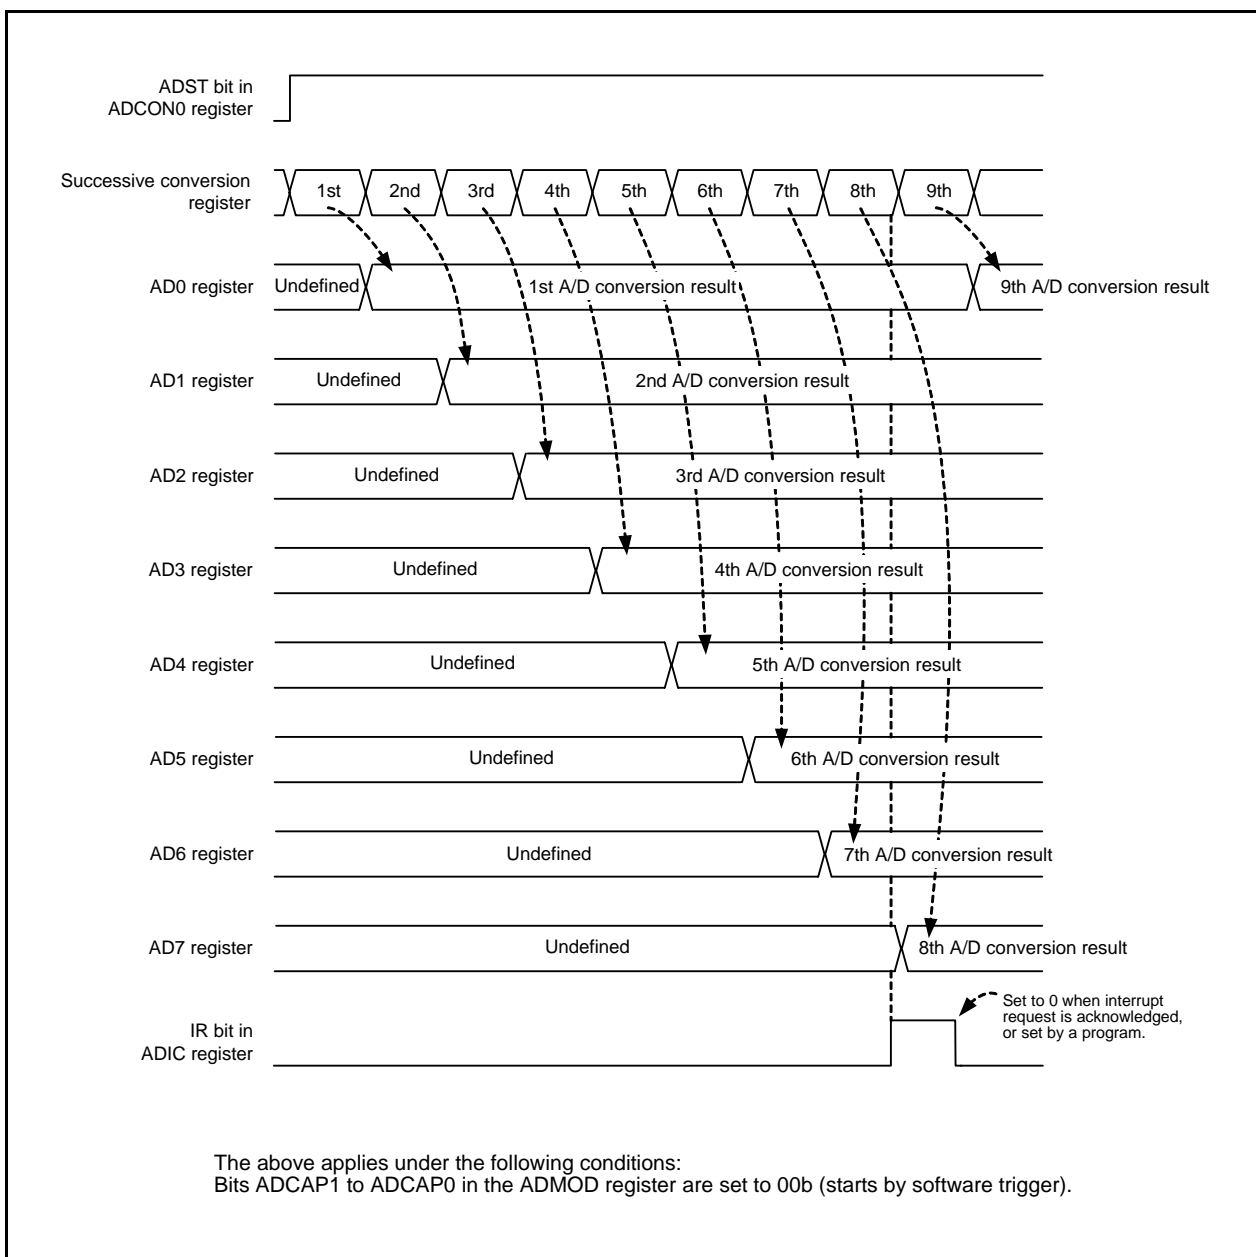 ADST bit in
ADCON0 register
Successive conversion
register
1st 2nd 3rd 4th 5th 6th 7th 8th 9th
AD0 register
Undefined
1st A/D conversion result
9th A/D conversion result
AD1 register
Undefined
2nd A/D conversion result
AD2 register
Undefined
3rd A/D conversion result
AD3 register
Undefined
4th A/D conversion result
AD4 register
Undefined
5th A/D conversion result
AD5 register
Undefined
6th A/D conversion result
AD6 register
Undefined
7th A/D conversion result
AD7 register
Undefined
8th A/D conversion result
IR bit in
ADIC register
Set to 0 when interrupt
request is acknowledged,
or set by a program.
The above applies under the following conditions:
Bits ADCAP1 to ADCAP0 in the ADMOD register are set to 00b (starts by software trigger).